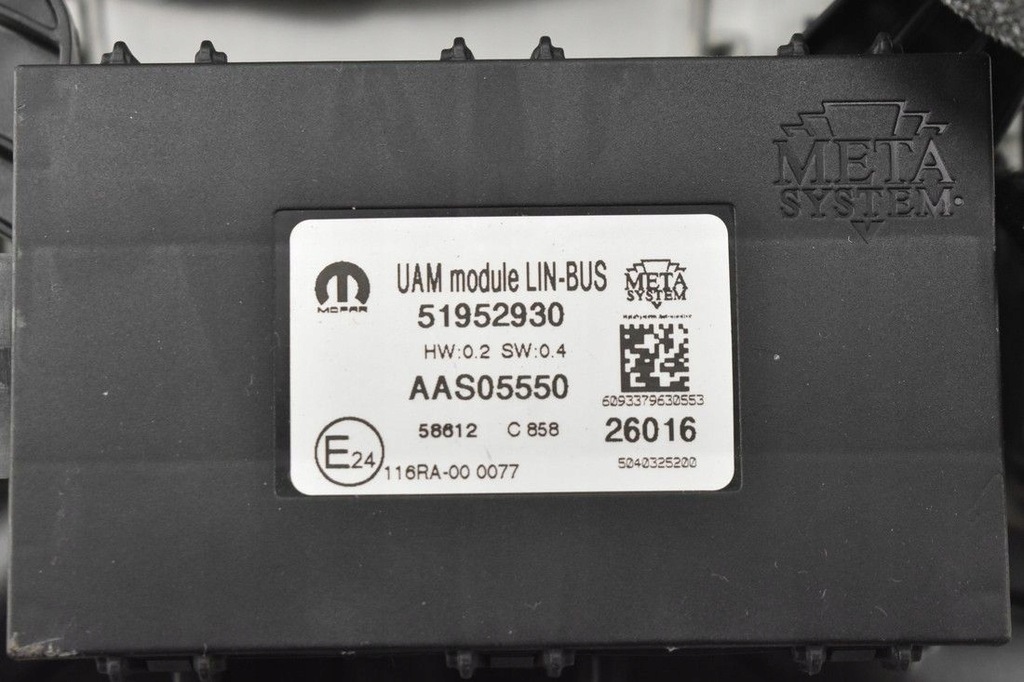 META
SYSTEM
MOPAR
UAM module LIN-BUS
META
SYSTEM
51952930
HW:0.2 SW:0.4
AAS05550
6093379630553
58612 C 858
26016
E24
116RA-00 0077
5040325200